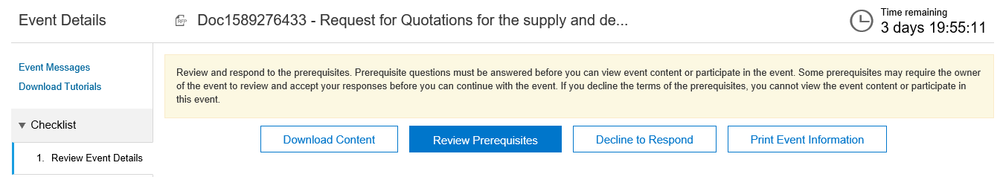 Event Details
RFP
Doc1589276433 - Request for Quotations for the supply and de...
Time remaining
3 days 19:55:11
Event Messages
Download Tutorials
Review and respond to the prerequisites. Prerequisite questions must be answered before you can view event content or participate in the event. Some prerequisites may require the owner
of the event to review and accept your responses before you can continue with the event. If you decline the terms of the prerequisites, you cannot view the event content or participate in
this event.
▼ Checklist
Download Content
Review Prerequisites
Decline to Respond
Print Event Information
1. Review Event Details